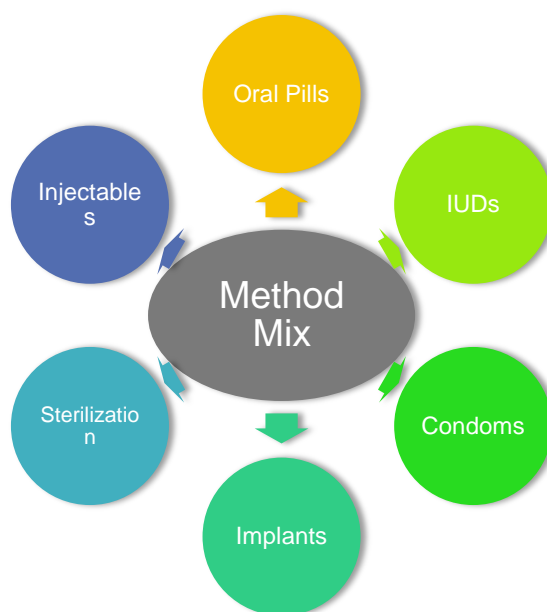 Oral Pills
Injectable
s
IUDs
Method
Mix
Sterilizatio
n
Condoms
Implants